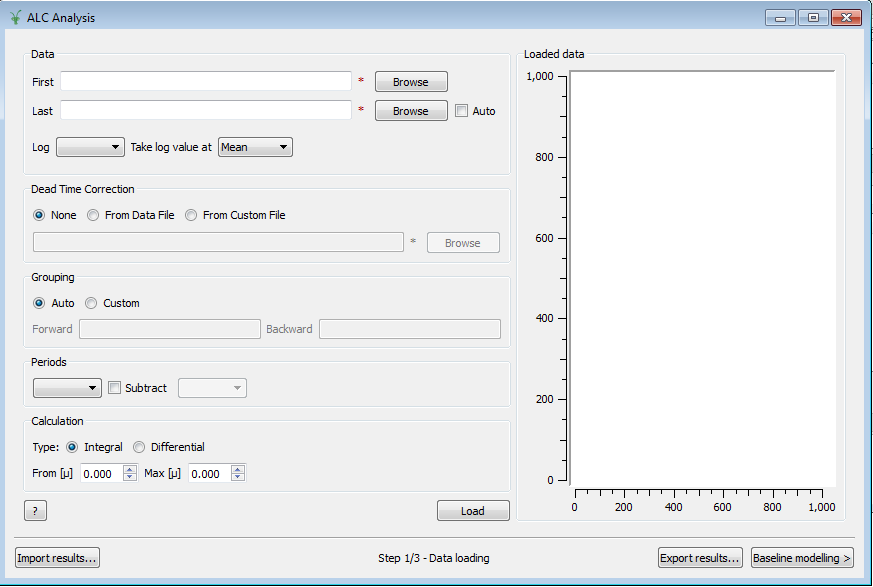 ALC Analysis
Data
First * Browse
Last * Browse Auto
Log Take log value at Mean
Dead Time Correction
None From Data File From Custom File
* Browse
Grouping
Auto Custom
Forward Backward
Periods
Subtract
Calculation
Type: Integral Differential
From [µ] 0.000 Max [µ] 0.000
? Load
Loaded data
1,000
800
600
400
200
0
0 200 400 600 800 1,000
Import results... Step 1/3 - Data loading Export results... Baseline modelling >